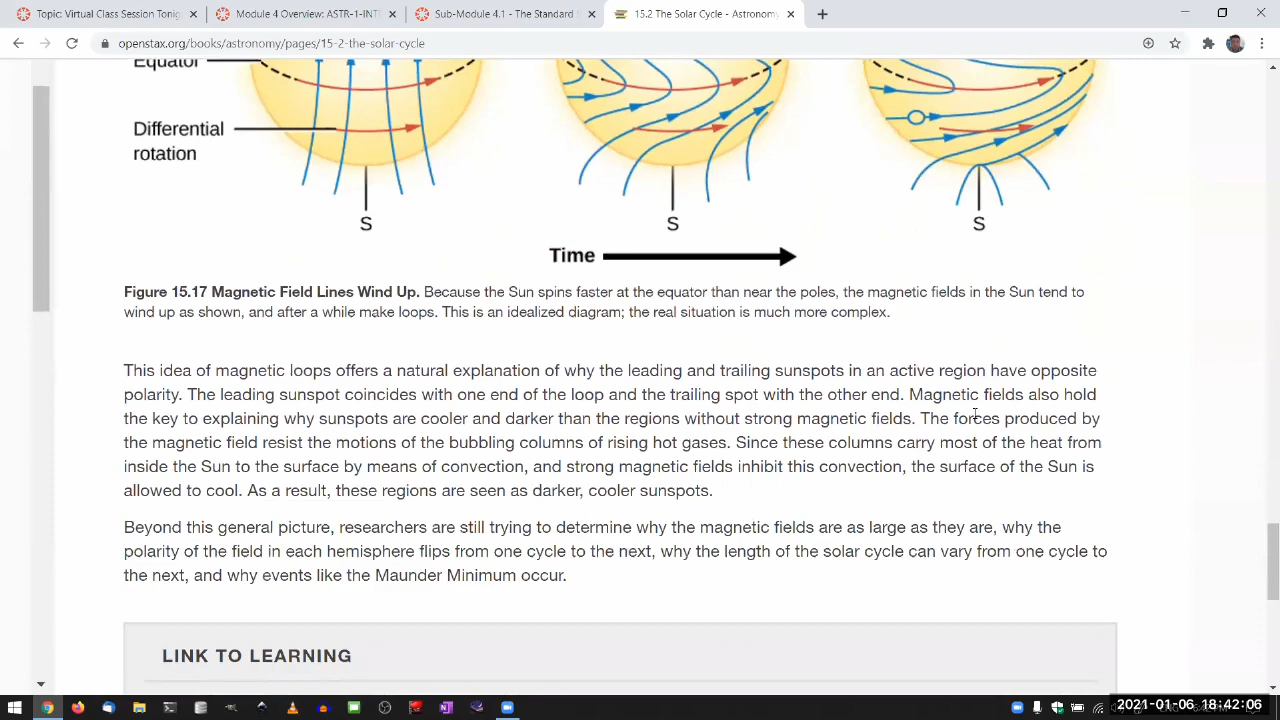 Topic: Virtual Class Session Tonig
Module 4 Overview: ASTR-1-INTE
Sub-Module 4.1 - The Standard
15.2 The Solar Cycle - Astronomy
openstax.org/books/astronomy/pages/15-2-the-solar-cycle
Equator
Differential
rotation
S
S
S
Time
Figure 15.17 Magnetic Field Lines Wind Up. Because the Sun spins faster at the equator than near the poles, the magnetic fields in the Sun tend to
wind up as shown, and after a while make loops. This is an idealized diagram; the real situation is much more complex.
This idea of magnetic loops offers a natural explanation of why the leading and trailing sunspots in an active region have opposite
polarity. The leading sunspot coincides with one end of the loop and the trailing spot with the other end. Magnetic fields also hold
the key to explaining why sunspots are cooler and darker than the regions without strong magnetic fields. The forces produced by
the magnetic field resist the motions of the bubbling columns of rising hot gases. Since these columns carry most of the heat from
inside the Sun to the surface by means of convection, and strong magnetic fields inhibit this convection, the surface of the Sun is
allowed to cool. As a result, these regions are seen as darker, cooler sunspots.
Beyond this general picture, researchers are still trying to determine why the magnetic fields are as large as they are, why the
polarity of the field in each hemisphere flips from one cycle to the next, why the length of the solar cycle can vary from one cycle to
the next, and why events like the Maunder Minimum occur.
LINK TO LEARNING
2021-01-06 18:42:06